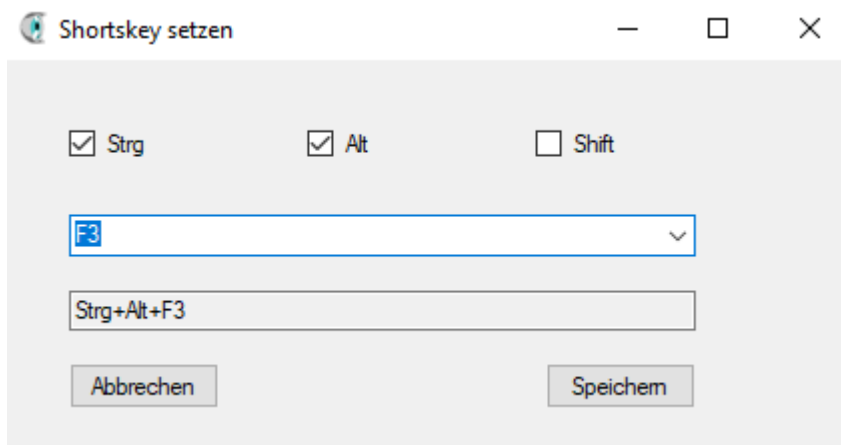 Shortskey setzen
Strg Alt Shift
F3
Strg+Alt+F3
Abbrechen Speichern